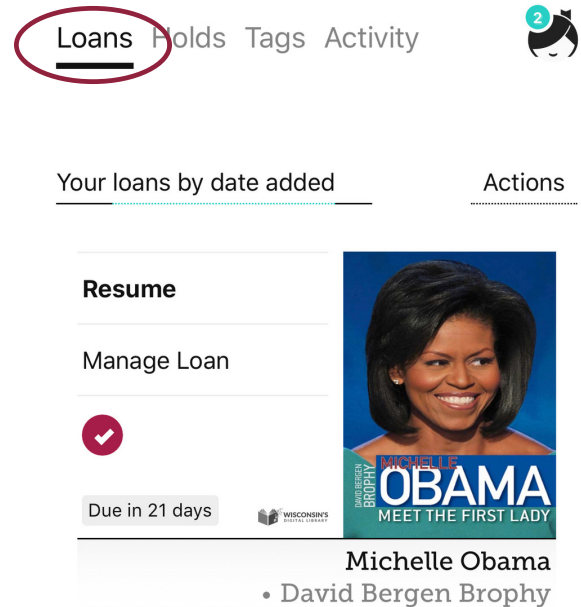 Loans Holds Tags Activity
2
Your loans by date added
Actions
Resume
Manage Loan
Due in 21 days
WISCONSIN'S
DIGITAL LIBRARY
DAVID BERGEN
BROPHY
MICHELLE
OBAMA
MEET THE FIRST LADY
Michelle Obama
• David Bergen Brophy